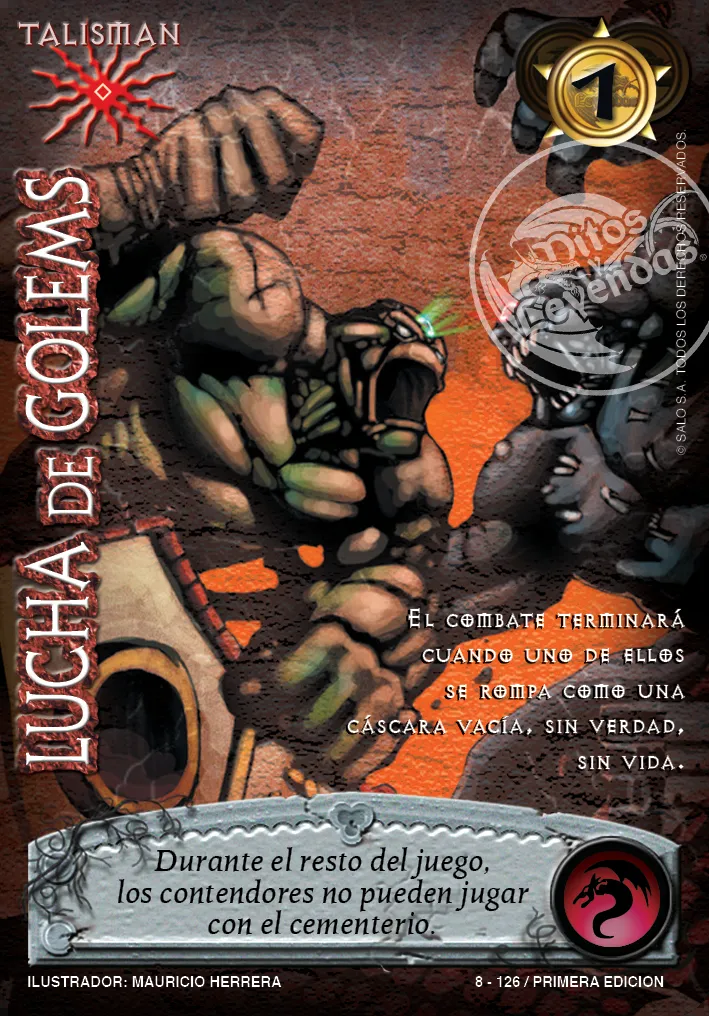 TALISMAN
1
LUCHA DE GOLEMS
Mitos y
Leyendas
®
© SALO S.A. TODOS LOS DERECHOS RESERVADOS.
EL COMBATE TERMINARÁ
CUANDO UNO DE ELLOS
SE ROMPA COMO UNA
CÁSCARA VACÍA, SIN VERDAD,
SIN VIDA.
Durante el resto del juego,
los contendores no pueden jugar
con el cementerio.
ILUSTRADOR: MAURICIO HERRERA
8 - 126 / PRIMERA EDICION